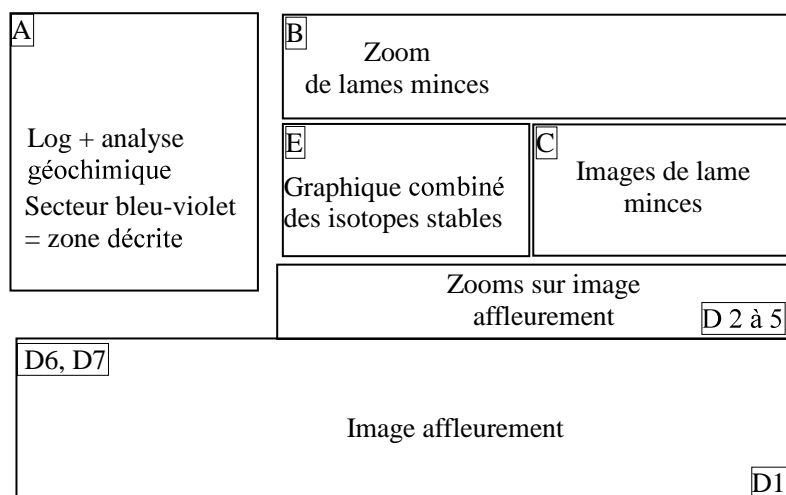 A
Log + analyse
géochimique
Secteur bleu-violet
= zone décrite
B
Zoom
de lames minces
E
Graphique combiné
des isotopes stables
C
Images de lame
minces
Zooms sur image
affleurement
D 2 à 5
D6, D7
Image affleurement
D1